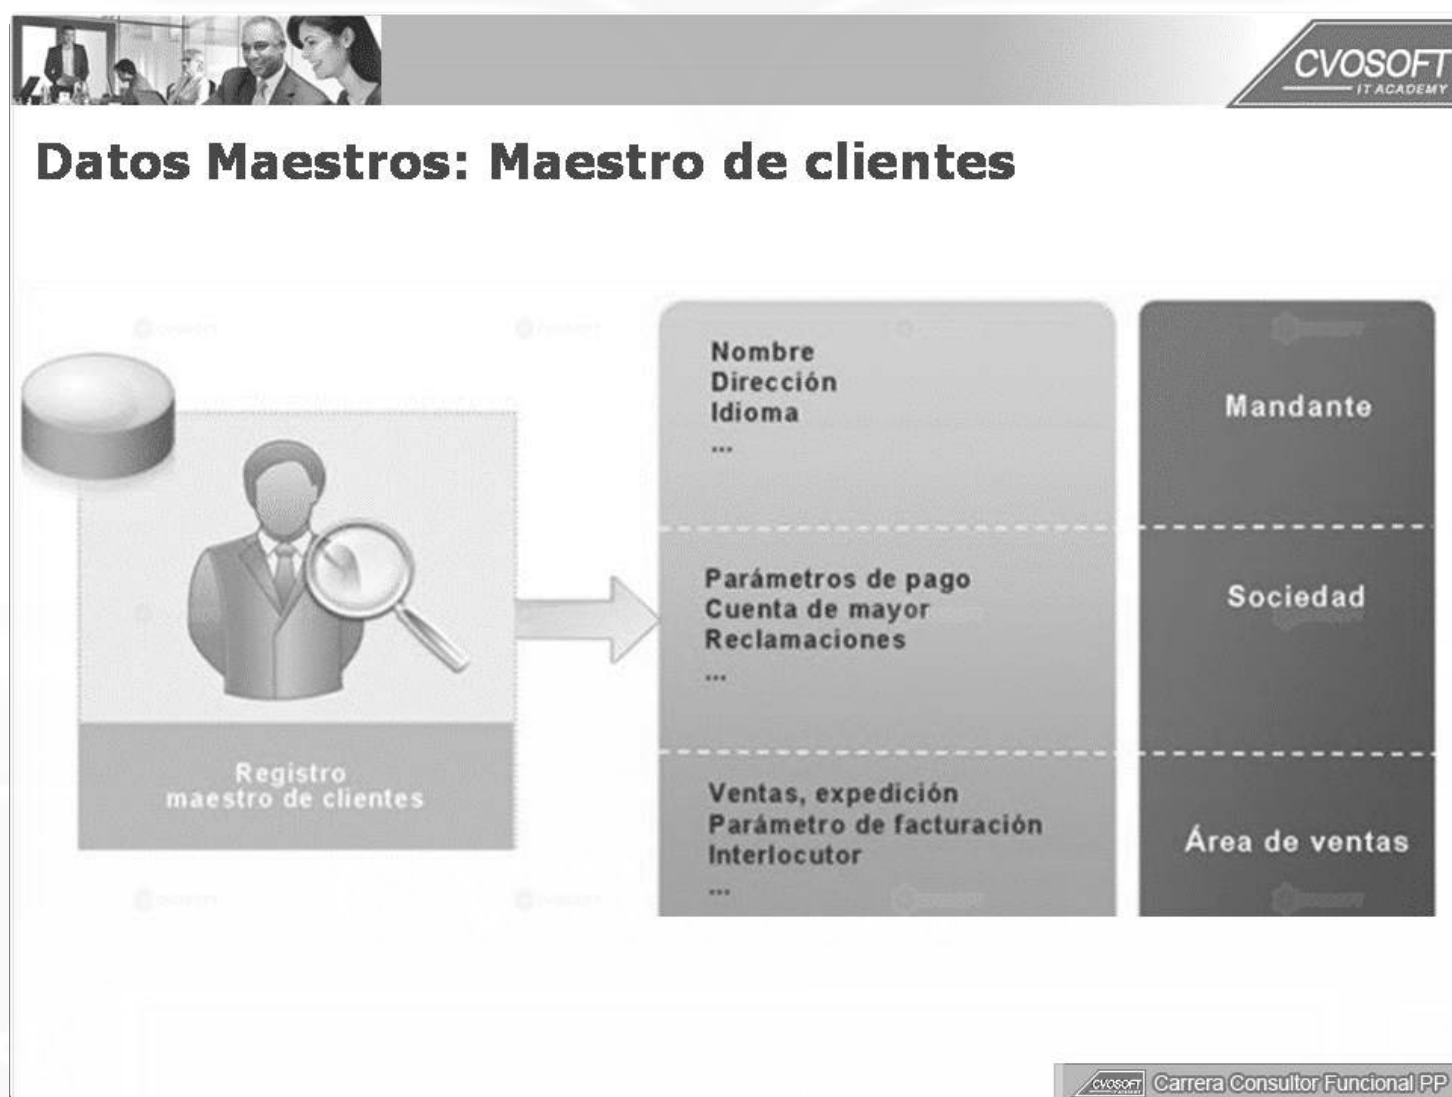 CVOSOFT
IT ACADEMY
Datos Maestros: Maestro de clientes
Registro
maestro de clientes
Nombre
Dirección
Idioma
...
Parámetros de pago
Cuenta de mayor
Reclamaciones
...
Ventas, expedición
Parámetro de facturación
Interlocutor
...
Mandante
Sociedad
Área de ventas
CVOSOFT
Carrera Consultor Funcional PP